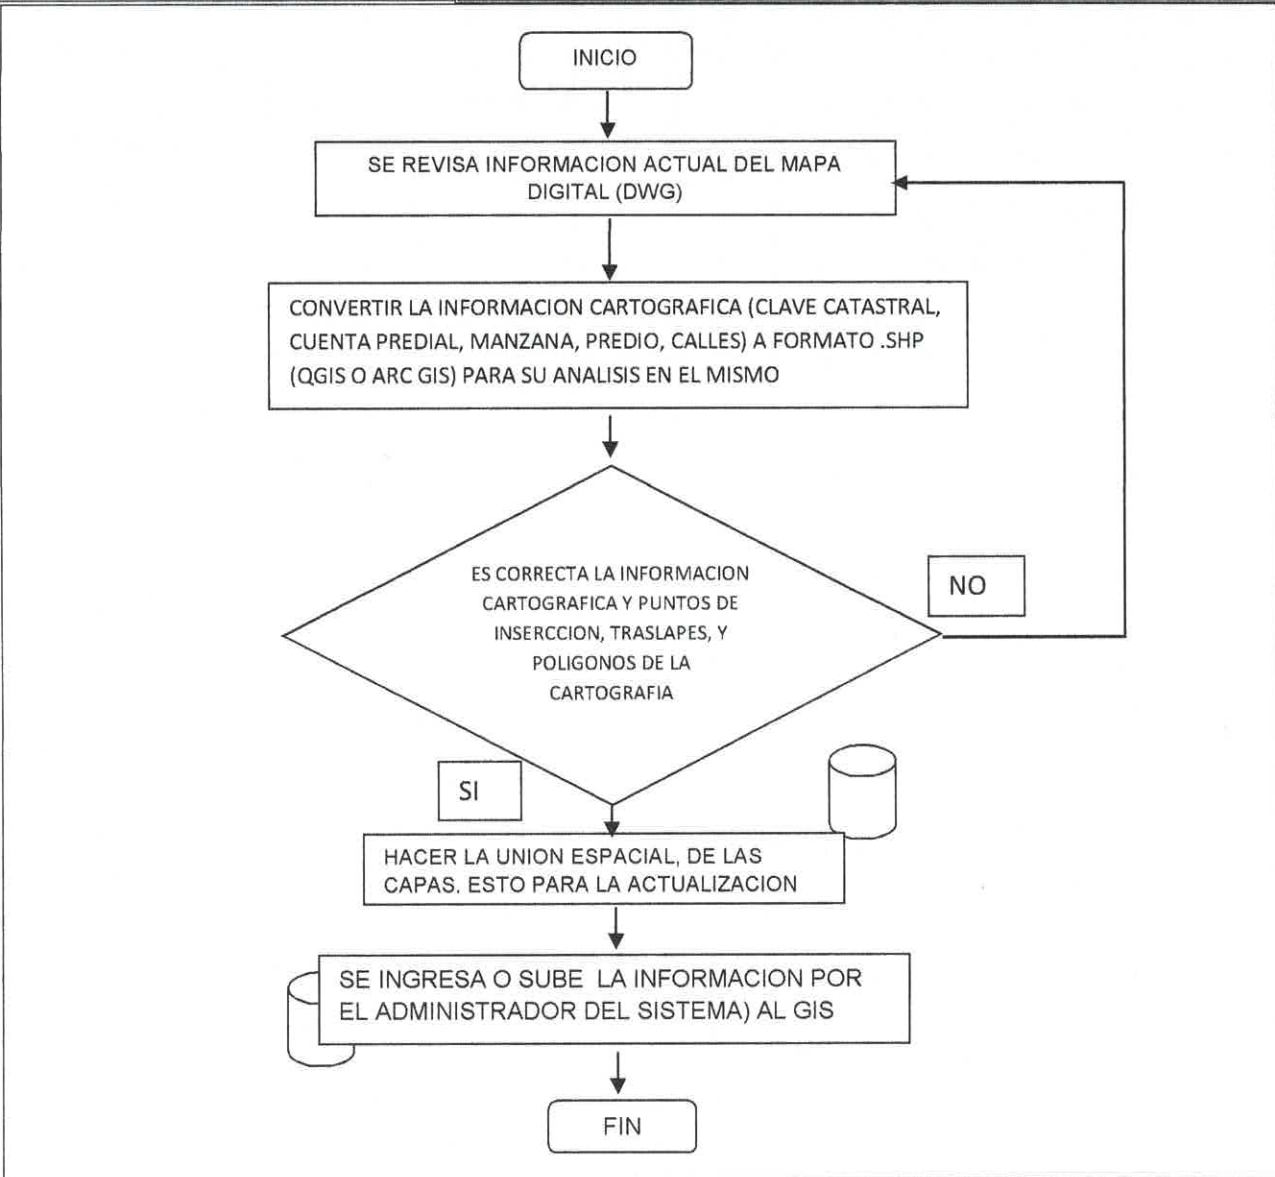 INICIO
SE REVISA INFORMACION ACTUAL DEL MAPA
DIGITAL (DWG)
CONVERTIR LA INFORMACION CARTOGRAFICA (CLAVE CATASTRAL,
CUENTA PREDIAL, MANZANA, PREDIO, CALLES) A FORMATO .SHP
(QGIS O ARC GIS) PARA SU ANALISIS EN EL MISMO
ES CORRECTA LA INFORMACION
CARTOGRAFICA Y PUNTOS DE
INSERCCION, TRASLAPES, Y
POLIGONOS DE LA
CARTOGRAFIA
NO
SI
HACER LA UNION ESPACIAL, DE LAS
CAPAS. ESTO PARA LA ACTUALIZACION
SE INGRESA O SUBE LA INFORMACION POR
EL ADMINISTRADOR DEL SISTEMA) AL GIS
FIN